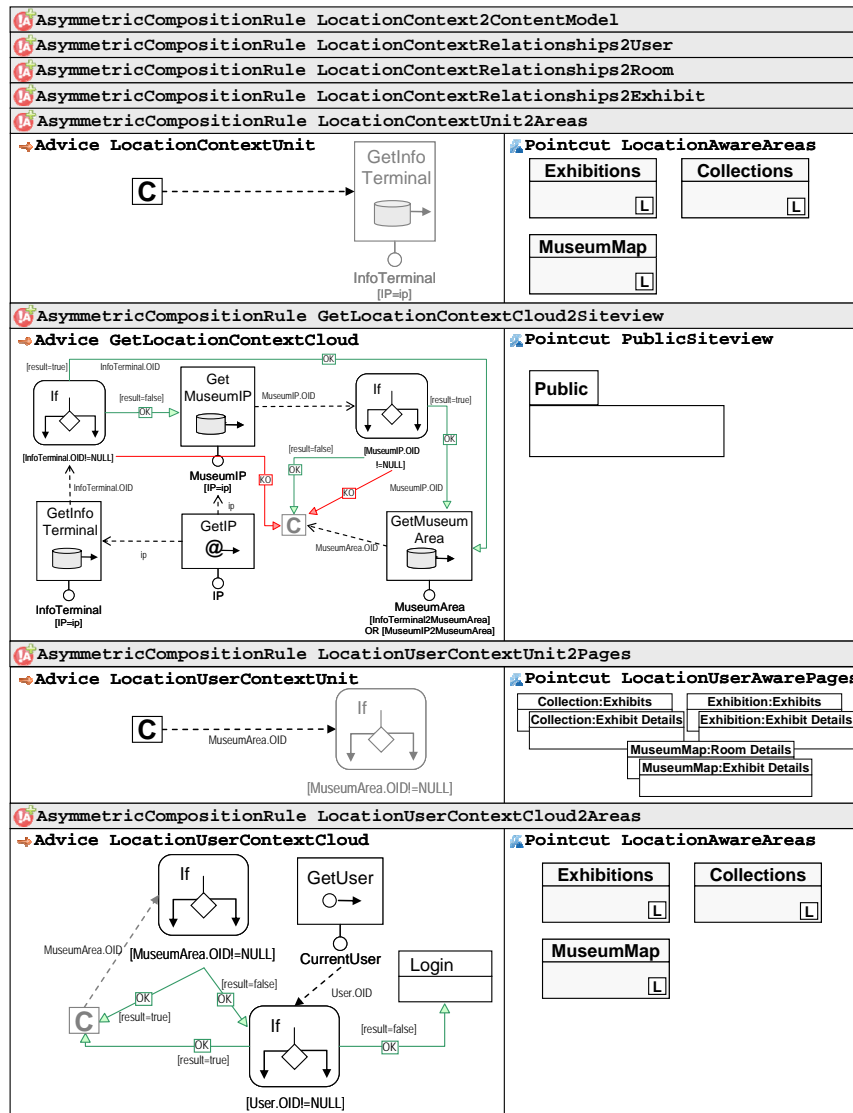 AsymmetricCompositionRule LocationContext2ContentModel
AsymmetricCompositionRule LocationContextRelationships2User
AsymmetricCompositionRule LocationContextRelationships2Room
AsymmetricCompositionRule LocationContextRelationships2Exhibit
AsymmetricCompositionRule LocationContextUnit2Areas
Advice LocationContextUnit
C
GetInfo
Terminal
InfoTerminal
[IP=ip]
Pointcut LocationAwareAreas
Exhibitions
L
Collections
L
MuseumMap
L
AsymmetricCompositionRule GetLocationContextCloud2Siteview
Advice GetLocationContextCloud
OK
[result=true]
InfoTerminal.OID
If
[result=false]
OK
[InfoTerminal.OID!=NULL]
Get
MuseumIP
MuseumIP
[IP=ip]
MuseumIP.OID
If
[result=true]
OK
[MuseumIP.OID
!=NULL]
[result=false]
OK
KO
KO
MuseumIP.OID
InfoTerminal.OID
ip
GetInfo
Terminal
InfoTerminal
[IP=ip]
ip
GetIP
@
IP
C
MuseumArea.OID
GetMuseum
Area
MuseumArea
[InfoTerminal2MuseumArea]
OR [MuseumIP2MuseumArea]
Pointcut PublicSiteview
Public
AsymmetricCompositionRule LocationUserContextUnit2Pages
Advice LocationUserContextUnit
C
MuseumArea.OID
If
[MuseumArea.OID!=NULL]
Pointcut LocationUserAwarePages
Collection:Exhibits
Collection:Exhibit Details
Exhibition:Exhibits
Exhibition:Exhibit Details
MuseumMap:Room Details
MuseumMap:Exhibit Details
AsymmetricCompositionRule LocationUserContextCloud2Areas
Advice LocationUserContextCloud
If
[MuseumArea.OID!=NULL]
MuseumArea.OID
GetUser
CurrentUser
User.OID
Login
[result=false]
OK
OK
[result=true]
C
OK
[result=true]
If
[User.OID!=NULL]
[result=false]
OK
Pointcut LocationAwareAreas
Exhibitions
L
Collections
L
MuseumMap
L